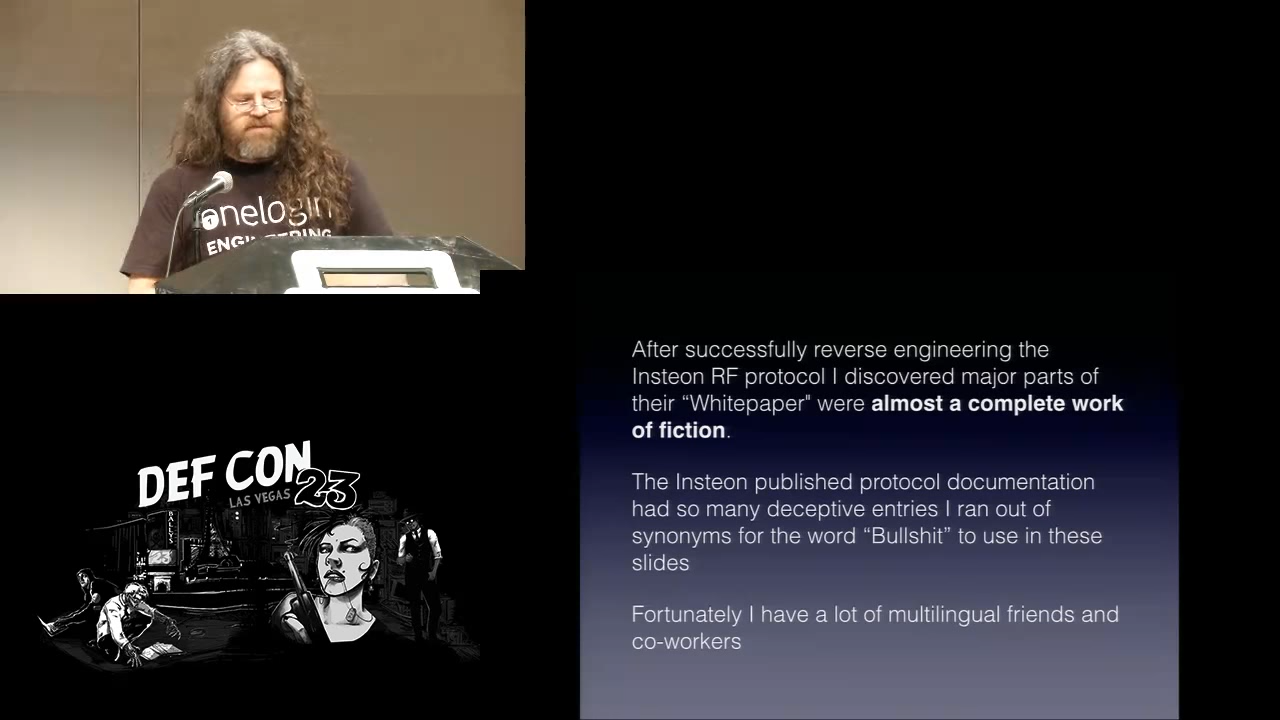 onelogin
ENGINEERING
After successfully reverse engineering the
Insteon RF protocol I discovered major parts of
their “Whitepaper" were almost a complete work
of fiction.
The Insteon published protocol documentation
had so many deceptive entries I ran out of
synonyms for the word “Bullshit” to use in these
slides
Fortunately I have a lot of multilingual friends and
co-workers
DEF CON
LAS VEGAS 23
BALLY'S
23